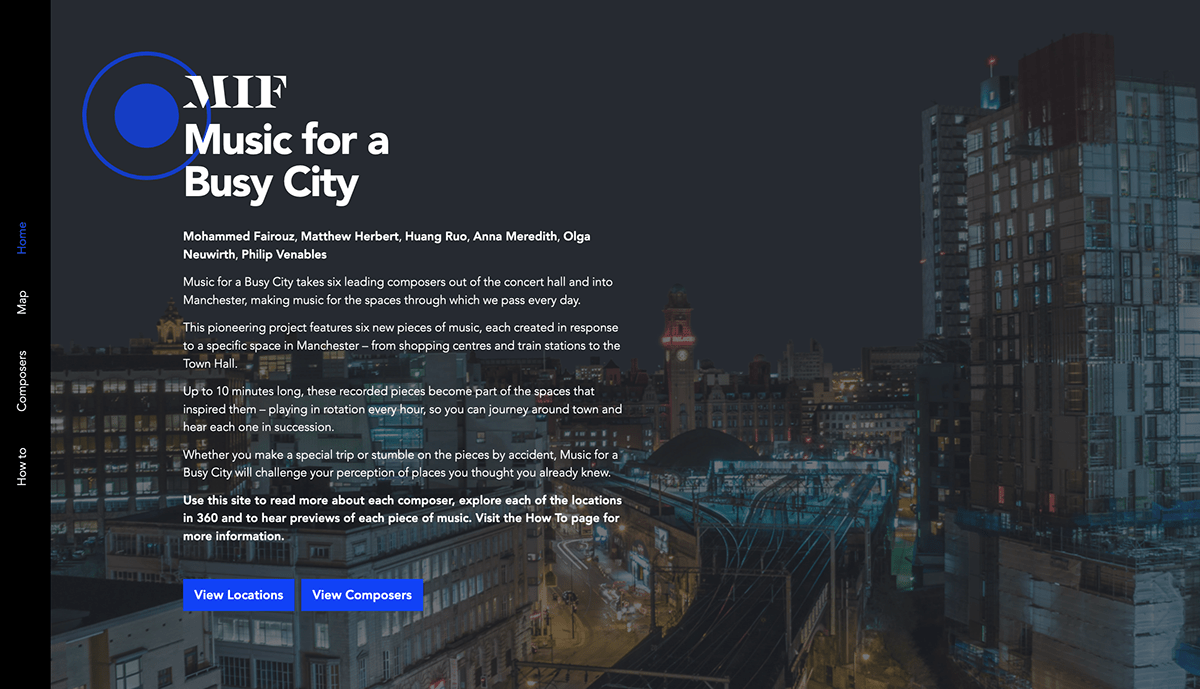 MIF
Music for a
Busy City
Mohammed Fairouz, Matthew Herbert, Huang Ruo, Anna Meredith, Olga
Neuwirth, Philip Venables
Music for a Busy City takes six leading composers out of the concert hall and into
Manchester, making music for the spaces through which we pass every day.
This pioneering project features six new pieces of music, each created in response
to a specific space in Manchester – from shopping centres and train stations to the
Town Hall.
Up to 10 minutes long, these recorded pieces become part of the spaces that
inspired them – playing in rotation every hour, so you can journey around town and
hear each one in succession.
Whether you make a special trip or stumble on the pieces by accident, Music for a
Busy City will challenge your perception of places you thought you already knew.
Use this site to read more about each composer, explore each of the locations
in 360 and to hear previews of each piece of music. Visit the How To page for
more information.
View Locations
View Composers
Home
Map
Composers
How to